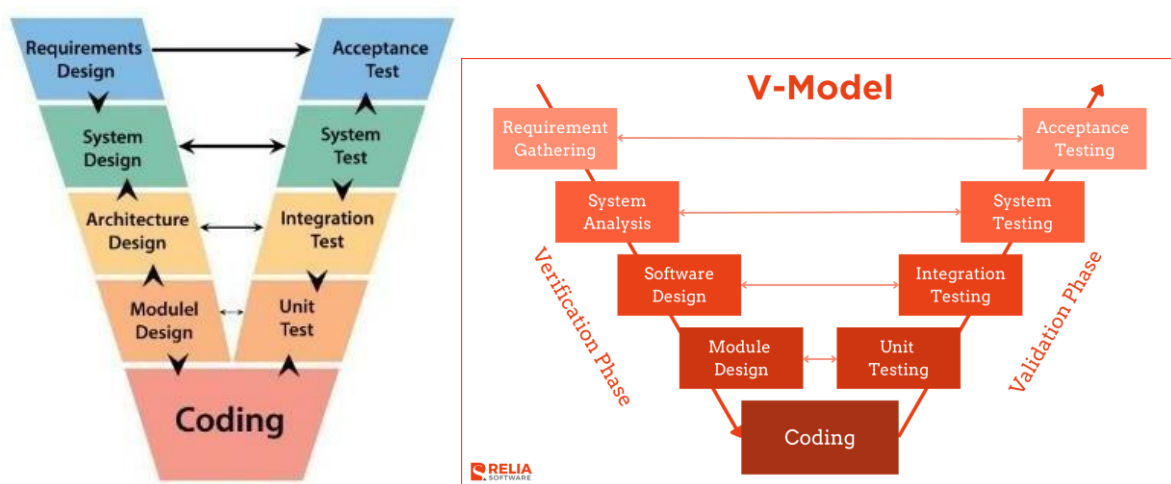 Requirements
Design
Acceptance
Test
System
Design
System
Test
Architecture
Design
Integration
Test
Modulel
Design
Unit
Test
Coding
V-Model
Requirement
Gathering
Acceptance
Testing
System
Analysis
System
Testing
Software
Design
Integration
Testing
Module
Design
Unit
Testing
Coding
Verification Phase
Validation Phase
RELIA
SOFTWARE